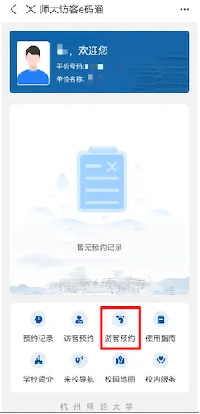 师大访客e码通
，欢迎您
手机号码:
单位名称:
暂无预约记录
预约记录 访客预约 游客预约 使用指南
学校简介 来校导航 校园地图 校内服务
杭州师范大学